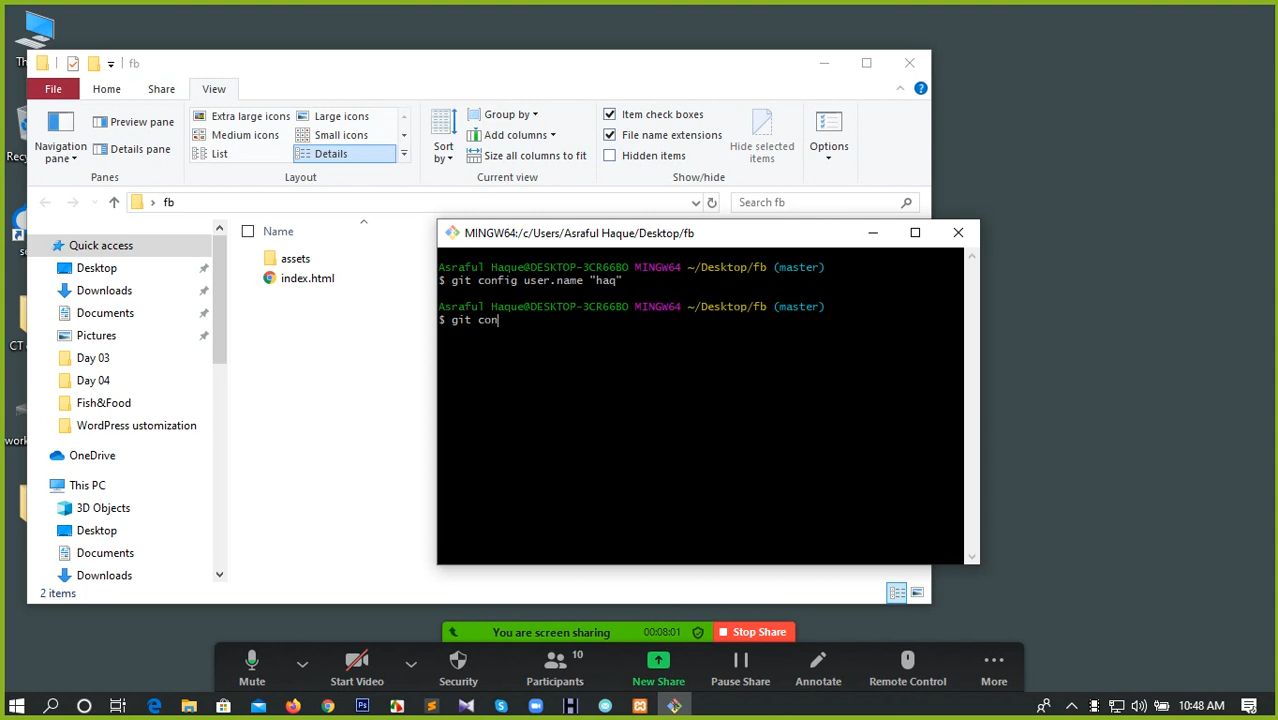 Th
fb
File
Home
Share
View
Extra large icons
Large icons
Medium icons
Small icons
List
Details
Preview pane
Details pane
Navigation pane
Panes
Layout
Sort by
Group by
Add columns
Size all columns to fit
Current view
Item check boxes
File name extensions
Hidden items
Hide selected items
Show/hide
Options
fb
Search fb
Recy
CT
work
Quick access
Desktop
Downloads
Documents
Pictures
Day 03
Day 04
Fish&Food
WordPress ustomization
OneDrive
This PC
3D Objects
Desktop
Documents
Downloads
Name
assets
index.html
2 items
MINGW64:/c/Users/Asraful Haque/Desktop/fb
Asraful Haque@DESKTOP-3CR66BO MINGW64 ~/Desktop/fb (master)
$ git config user.name "haq"
Asraful Haque@DESKTOP-3CR66BO MINGW64 ~/Desktop/fb (master)
$ git con
You are screen sharing
00:08:01
Stop Share
Mute
Start Video
Security
Participants
10
New Share
Pause Share
Annotate
Remote Control
More
10:48 AM